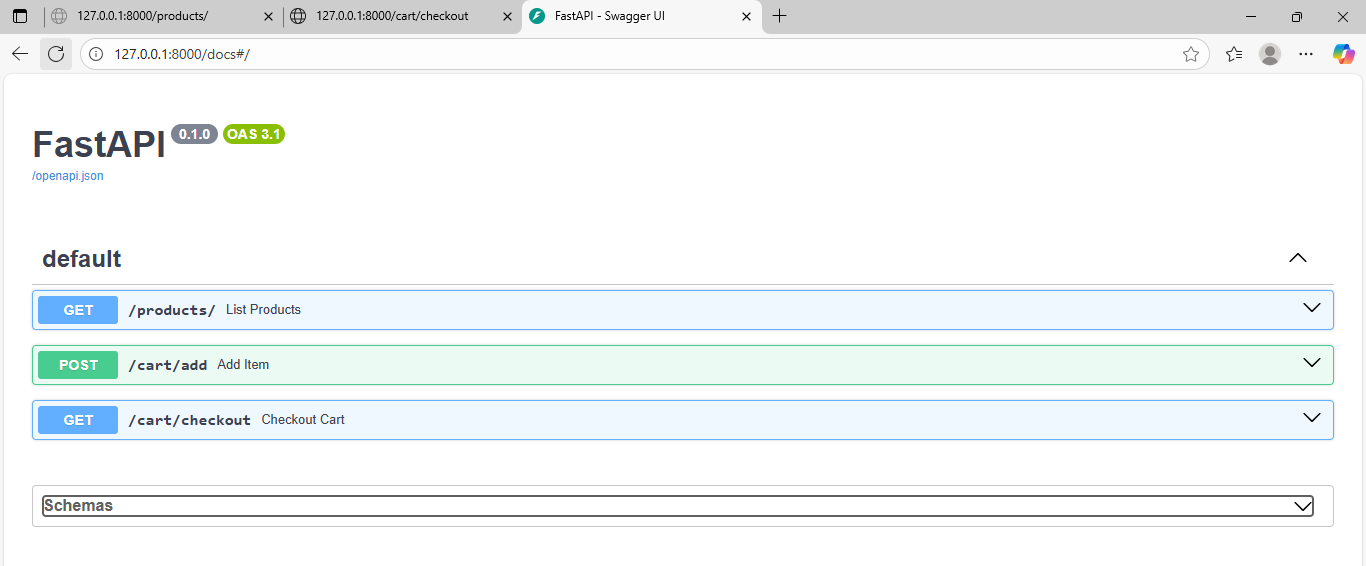 127.0.0.1:8000/products/
127.0.0.1:8000/cart/checkout
FastAPI - Swagger UI
127.0.0.1:8000/docs#/
FastAPI 0.1.0 OAS 3.1
/openapi.json
default
GET /products/ List Products
POST /cart/add Add Item
GET /cart/checkout Checkout Cart
Schemas